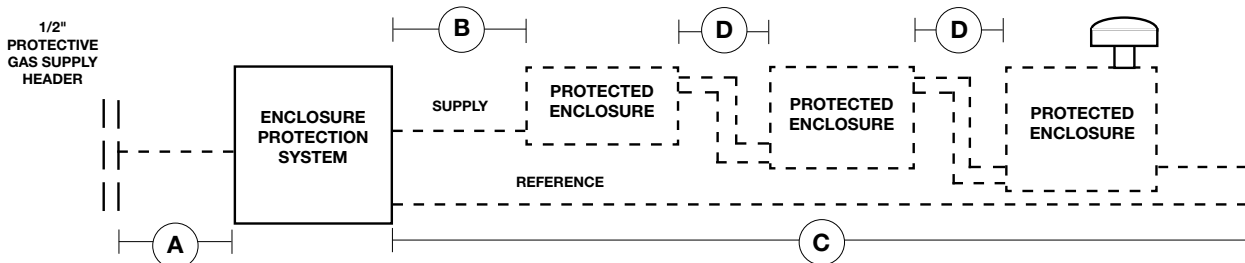 1/2"
PROTECTIVE
GAS SUPPLY
HEADER
A
ENCLOSURE
PROTECTION
SYSTEM
B
SUPPLY
REFERENCE
PROTECTED
ENCLOSURE
D
PROTECTED
ENCLOSURE
D
PROTECTED
ENCLOSURE
C